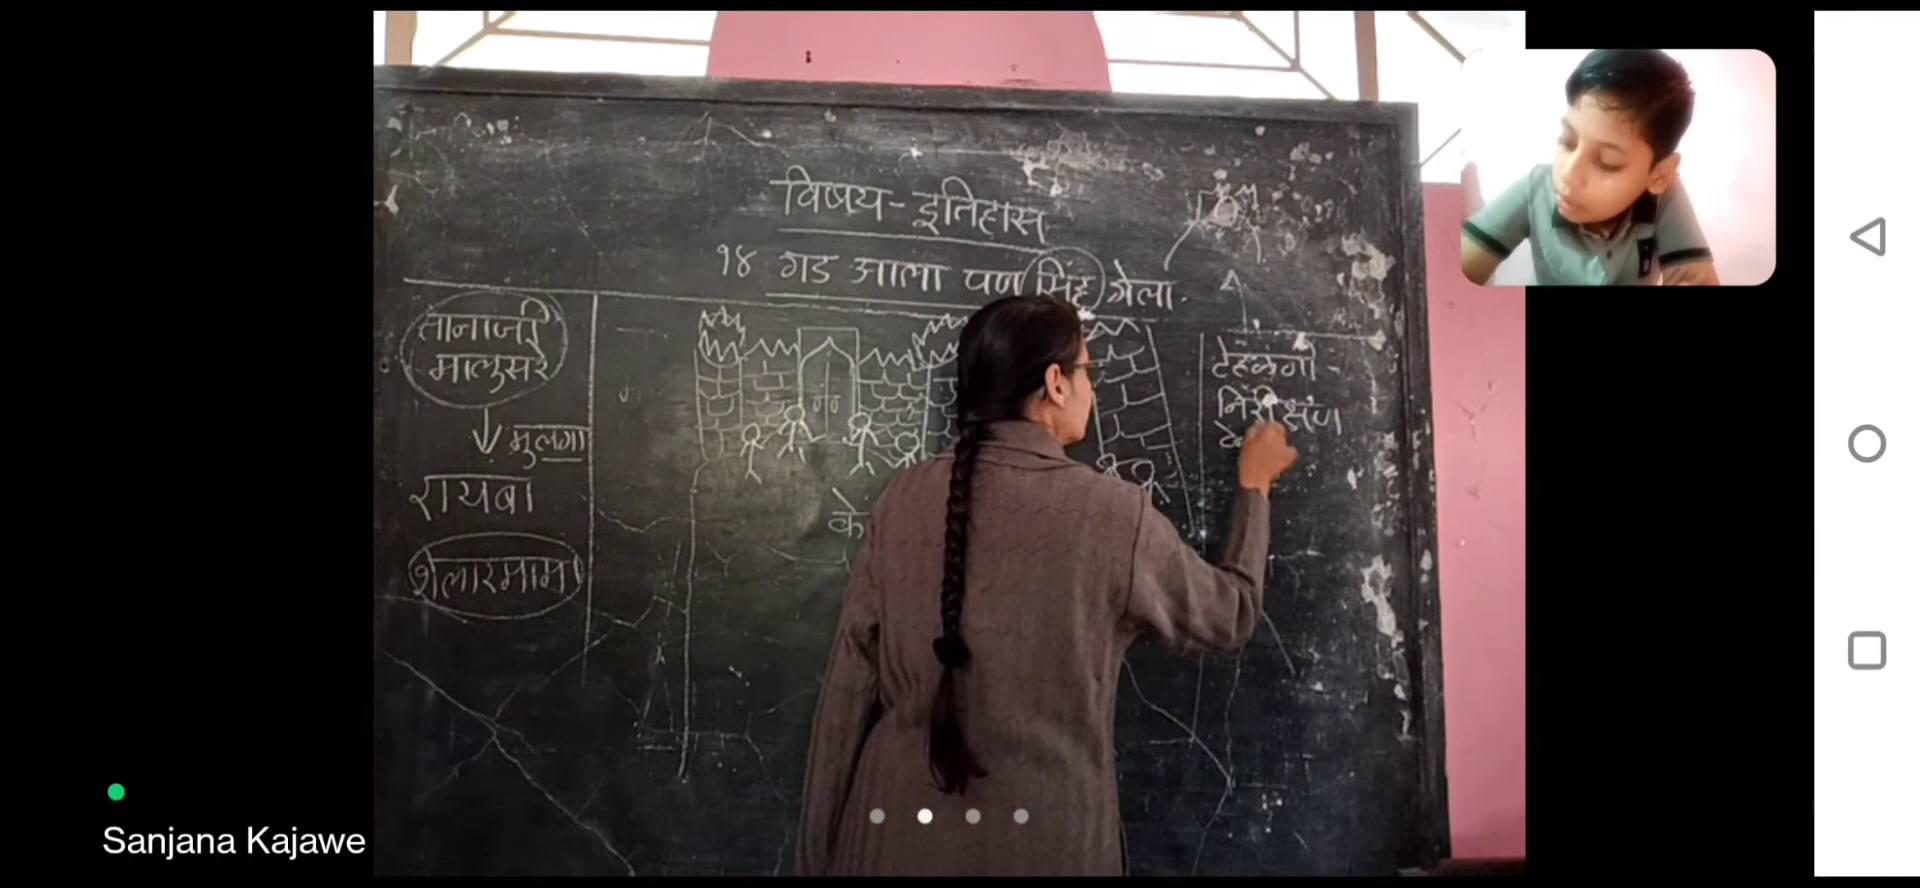 विषय - इतिहास
१४ गड आला पण सिंह गेला.
तानाजी
मालुसरे
मुलगा
रायबा
शेलारमामा
के
टेहळणी -
निरीक्षण
Sanjana Kajawe